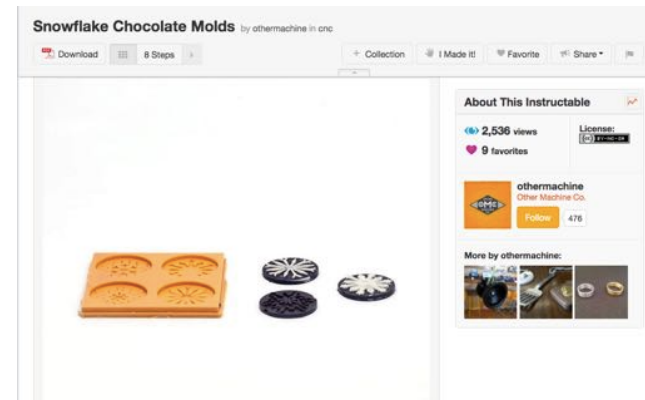 Snowflake Chocolate Molds by othermachine in cnc
Download 8 Steps + Collection I Made it! Favorite Share
About This Instructable
2,536 views License:
9 favorites
othermachine
Other Machine Co.
Follow 476
More by othermachine: